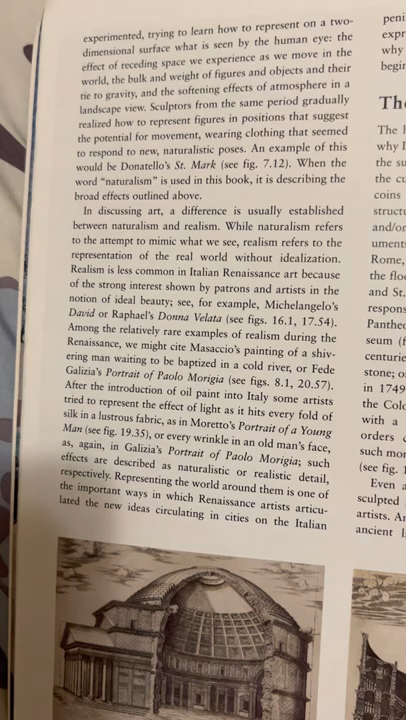 experimented, trying to learn how to represent on a two-
dimensional surface what is seen by the human eye: the
effect of receding space we experience as we move in the
world, the bulk and weight of figures and objects and their
tie to gravity, and the softening effects of atmosphere in a
landscape view. Sculptors from the same period gradually
realized how to represent figures in positions that suggest
the potential for movement, wearing clothing that seemed
to respond to new, naturalistic poses. An example of this
would be Donatello's St. Mark (see fig. 7.12). When the
word "naturalism" is used in this book, it is describing the
broad effects outlined above.
In discussing art, a difference is usually established
between naturalism and realism. While naturalism refers
to the attempt to mimic what we see, realism refers to the
representation of the real world without idealization.
Realism is less common in Italian Renaissance art because
of the strong interest shown by patrons and artists in the
notion of ideal beauty; see, for example, Michelangelo's
David or Raphael's Donna Velata (see figs. 16.1, 17.54).
Among the relatively rare examples of realism during the
Renaissance, we might cite Masaccio's painting of a shiv-
ering man waiting to be baptized in a cold river, or Fede
Galizia's Portrait of Paolo Morigia (see figs. 8.1, 20.57).
After the introduction of oil paint into Italy some artists
tried to represent the effect of light as it hits every fold of
silk in a lustrous fabric, as in Moretto's Portrait of a Young
Man (see fig. 19.35), or every wrinkle in an old man's face,
as, again, in Galizia's Portrait of Paolo Morigia; such
effects are described as naturalistic or realistic detail,
respectively. Representing the world around them is one of
the important ways in which Renaissance artists articu-
lated the new ideas circulating in cities on the Italian
peni
expr
why
begin
The
The
why I
the su
the cu
coins
struct
and/or
ument
Rome,
the floo
and St.
respons
Panthe
seum (f
centurie
stone; o
in 1749
the Colo
with a
orders
such mor
(see fig. 1
Even a
sculpted
artists. Ar
ancient